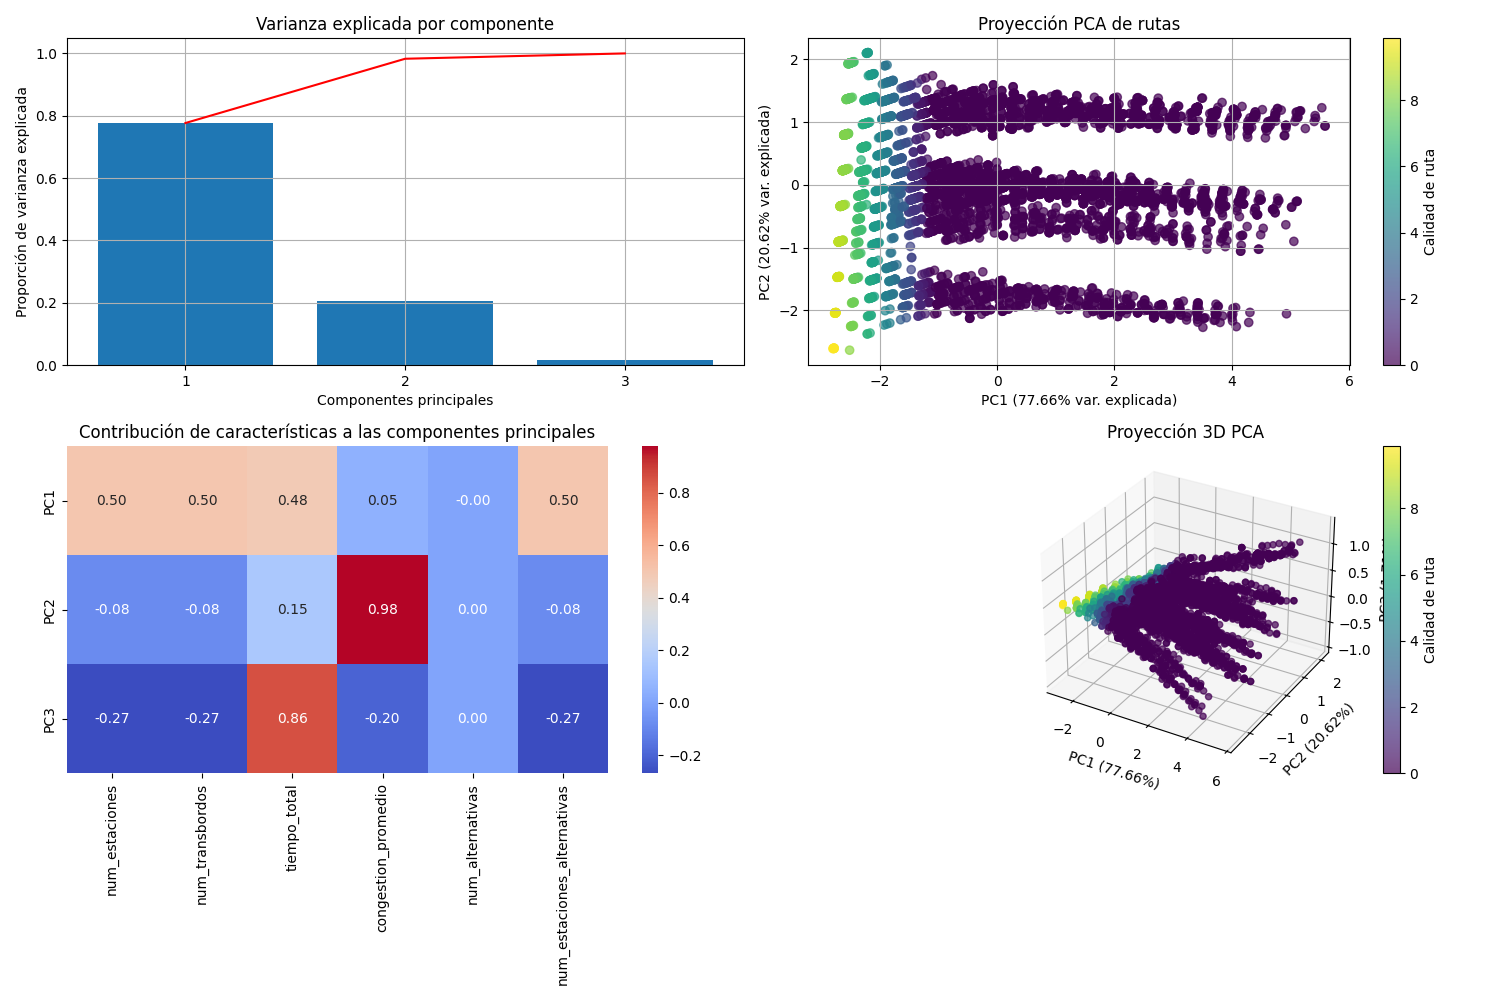 Varianza explicada por componente
1.0
0.8
0.6
0.4
0.2
0.0
Proporción de varianza explicada
1 2 3
Componentes principales
Proyección PCA de rutas
2
1
0
−1
−2
PC2 (20.62% var. explicada)
−2 0 2 4 6
PC1 (77.66% var. explicada)
8
6
4
2
0
Calidad de ruta
Contribución de características a las componentes principales
PC1 0.50 0.50 0.48 0.05 -0.00 0.50
PC2 -0.08 -0.08 0.15 0.98 0.00 -0.08
PC3 -0.27 -0.27 0.86 -0.20 0.00 -0.27
num_estaciones
num_transbordos
tiempo_total
congestion_promedio
num_alternativas
num_estaciones_alternativas
0.8
0.6
0.4
0.2
0.0
−0.2
Proyección 3D PCA
1.0
0.5
0.0
−0.5
−1.0
2
1
0
−1
−2
PC2 (20.62%)
−2 0 2 4 6
PC1 (77.66%)
8
6
4
2
0
Calidad de ruta